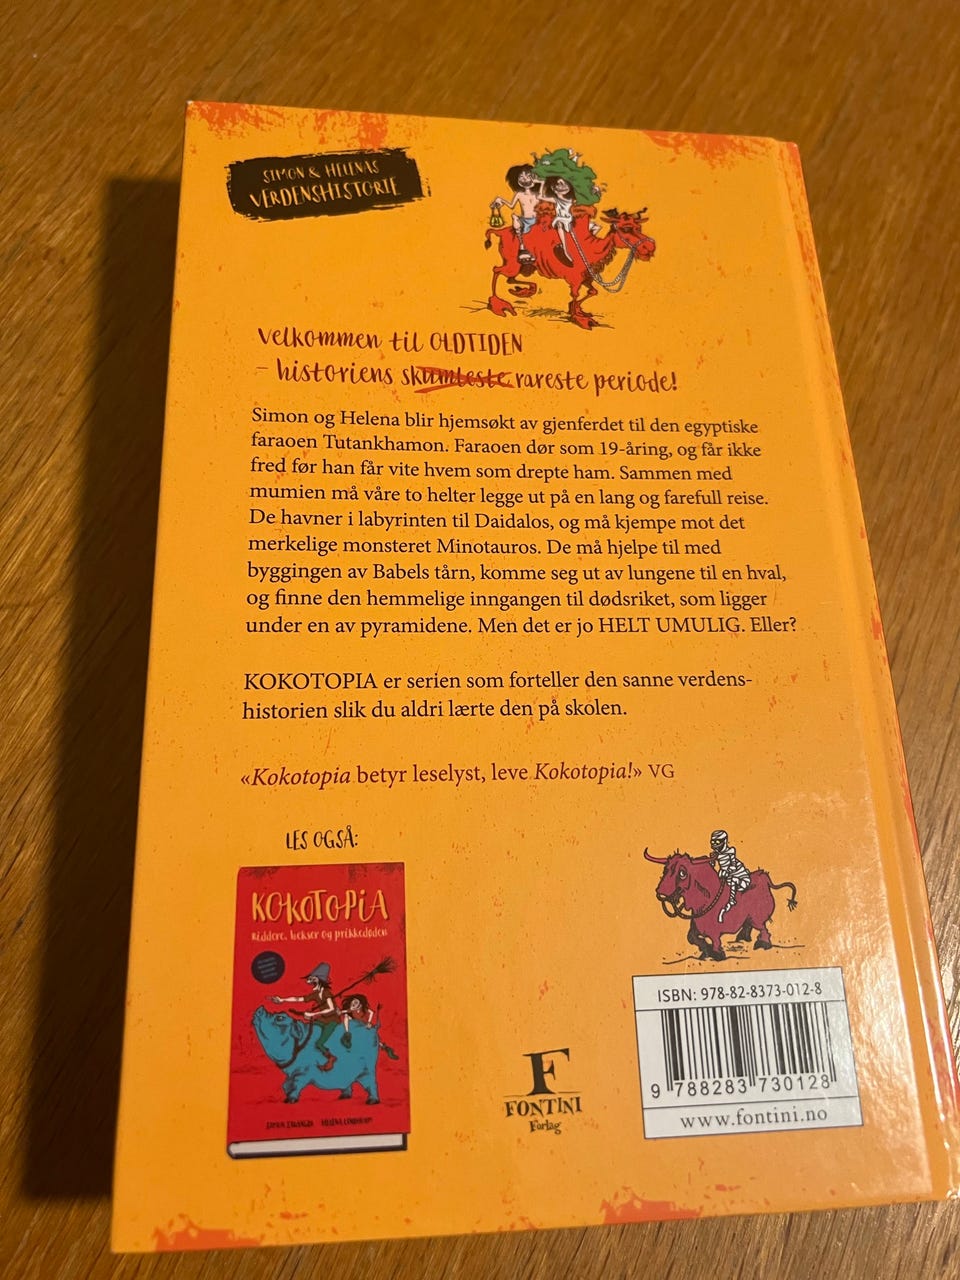 SIMON & HELENAS
VERDENSHISTORIE
Velkommen til OLDTIDEN
– historiens skumleste rareste periode!
Simon og Helena blir hjemsøkt av gjenferdet til den egyptiske
faraoen Tutankhamon. Faraoen dør som 19-åring, og får ikke
fred før han får vite hvem som drepte ham. Sammen med
mumien må våre to helter legge ut på en lang og farefull reise.
De havner i labyrinten til Daidalos, og må kjempe mot det
merkelige monsteret Minotauros. De må hjelpe til med
byggingen av Babels tårn, komme seg ut av lungene til en hval,
og finne den hemmelige inngangen til dødsriket, som ligger
under en av pyramidene. Men det er jo HELT UMULIG. Eller?
KOKOTOPIA er serien som forteller den sanne verdens-
historien slik du aldri lærte den på skolen.
«Kokotopia betyr leselyst, leve Kokotopia!» VG
LES OGSÅ:
KOKOTOPIA
Riddere, hekser og prikkedøden
F
FONTINI
Forlag
ISBN: 978-82-8373-012-8
9 788283 730128
www.fontini.no